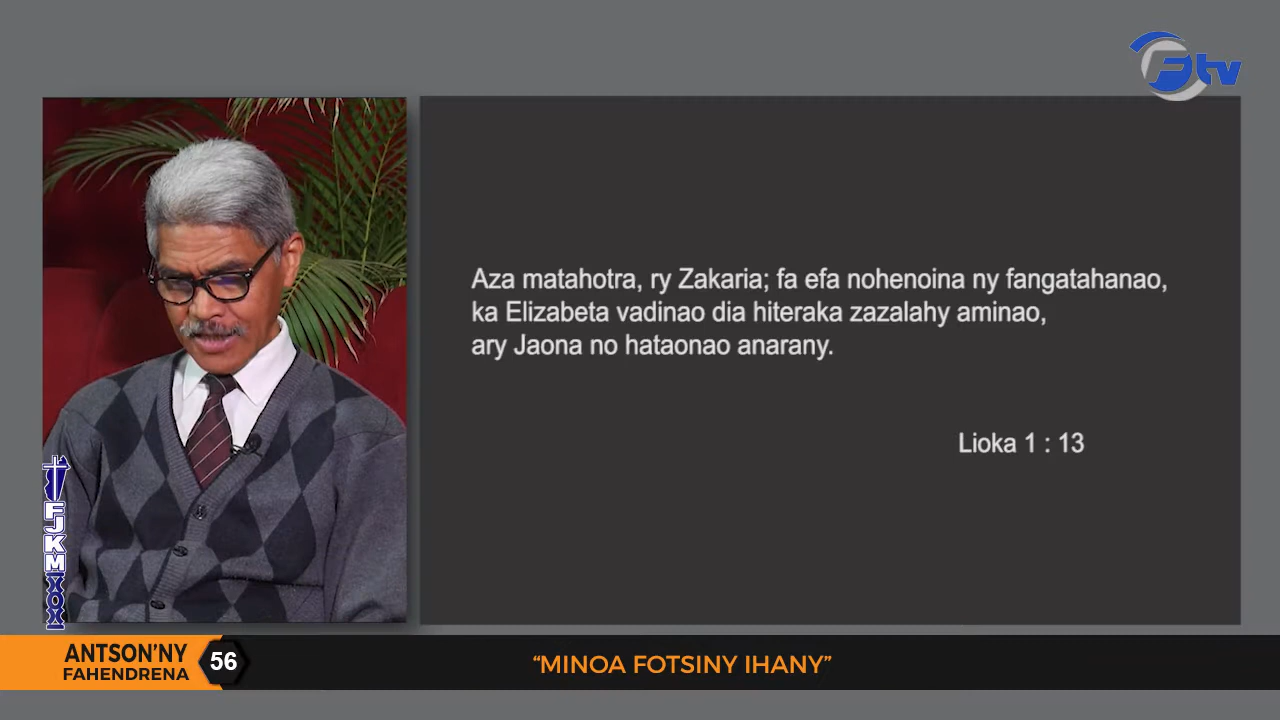 Ftv
Aza matahotra, ry Zakaria; fa efa nohenoina ny fangatahanao,
ka Elizabeta vadinao dia hiteraka zazalahy aminao,
ary Jaona no hataonao anarany.
Lioka 1 : 13
FJKM
ANTSON'NY
FAHENDRENA
56
“MINOA FOTSINY IHANY”